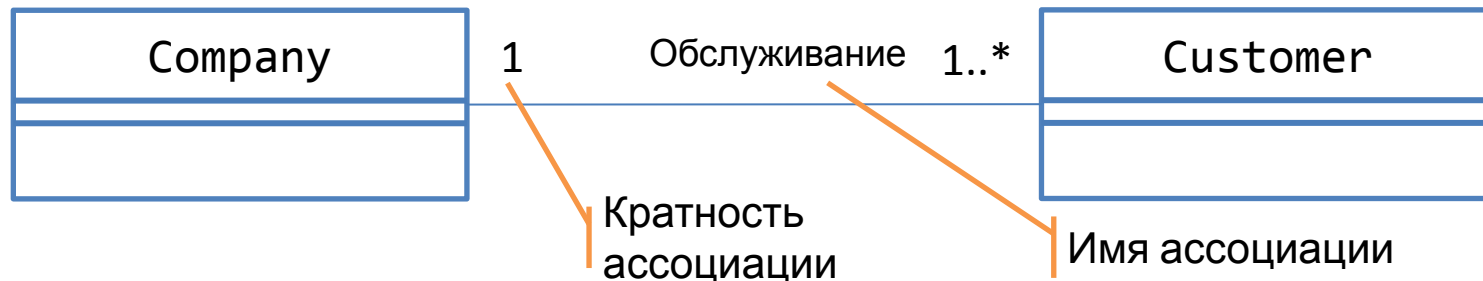 Company
1
Обслуживание
1..*
Customer
Кратность
ассоциации
Имя ассоциации